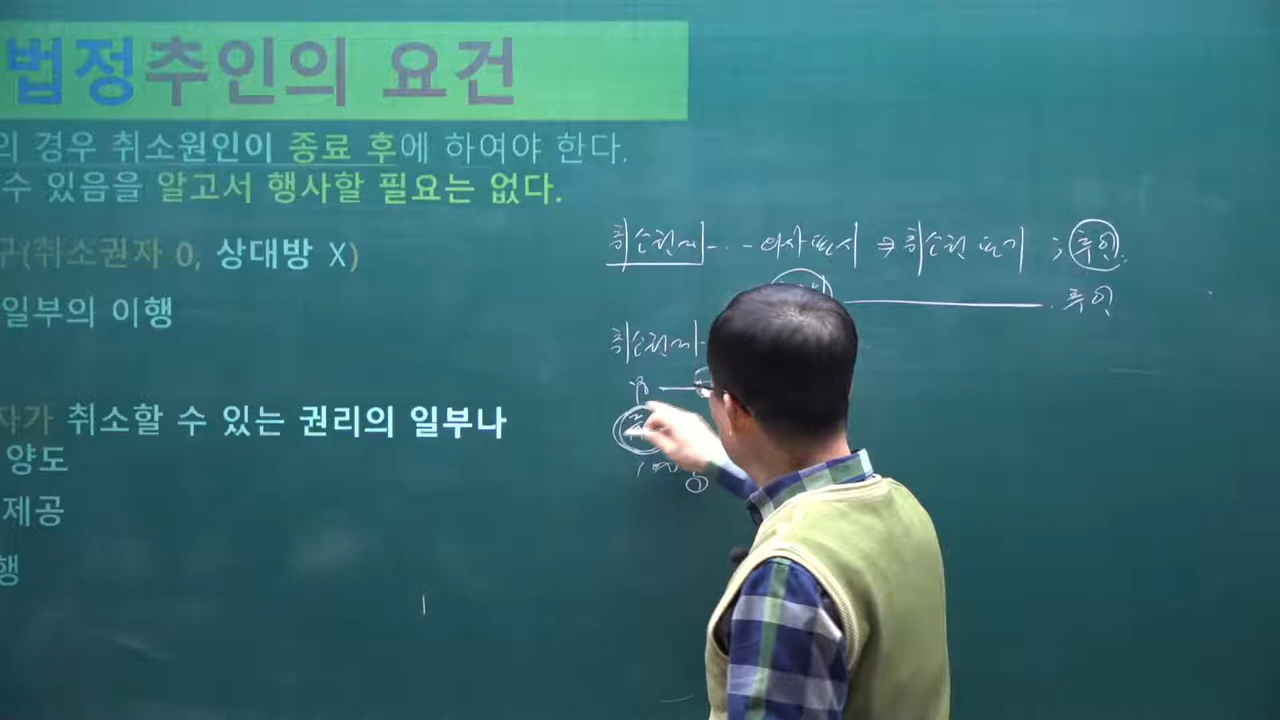 법정추인의 요건
의 경우 취소원인이 종료 후에 하여야 한다.
수 있음을 알고서 행사할 필요는 없다.
구(취소권자 O, 상대방 X)
일부의 이행
자가 취소할 수 있는 권리의 일부나
양도
제공
행
취소권자 - - 의사표시 ⇒ 취소권 포기 ; 추인
추인
취소권자